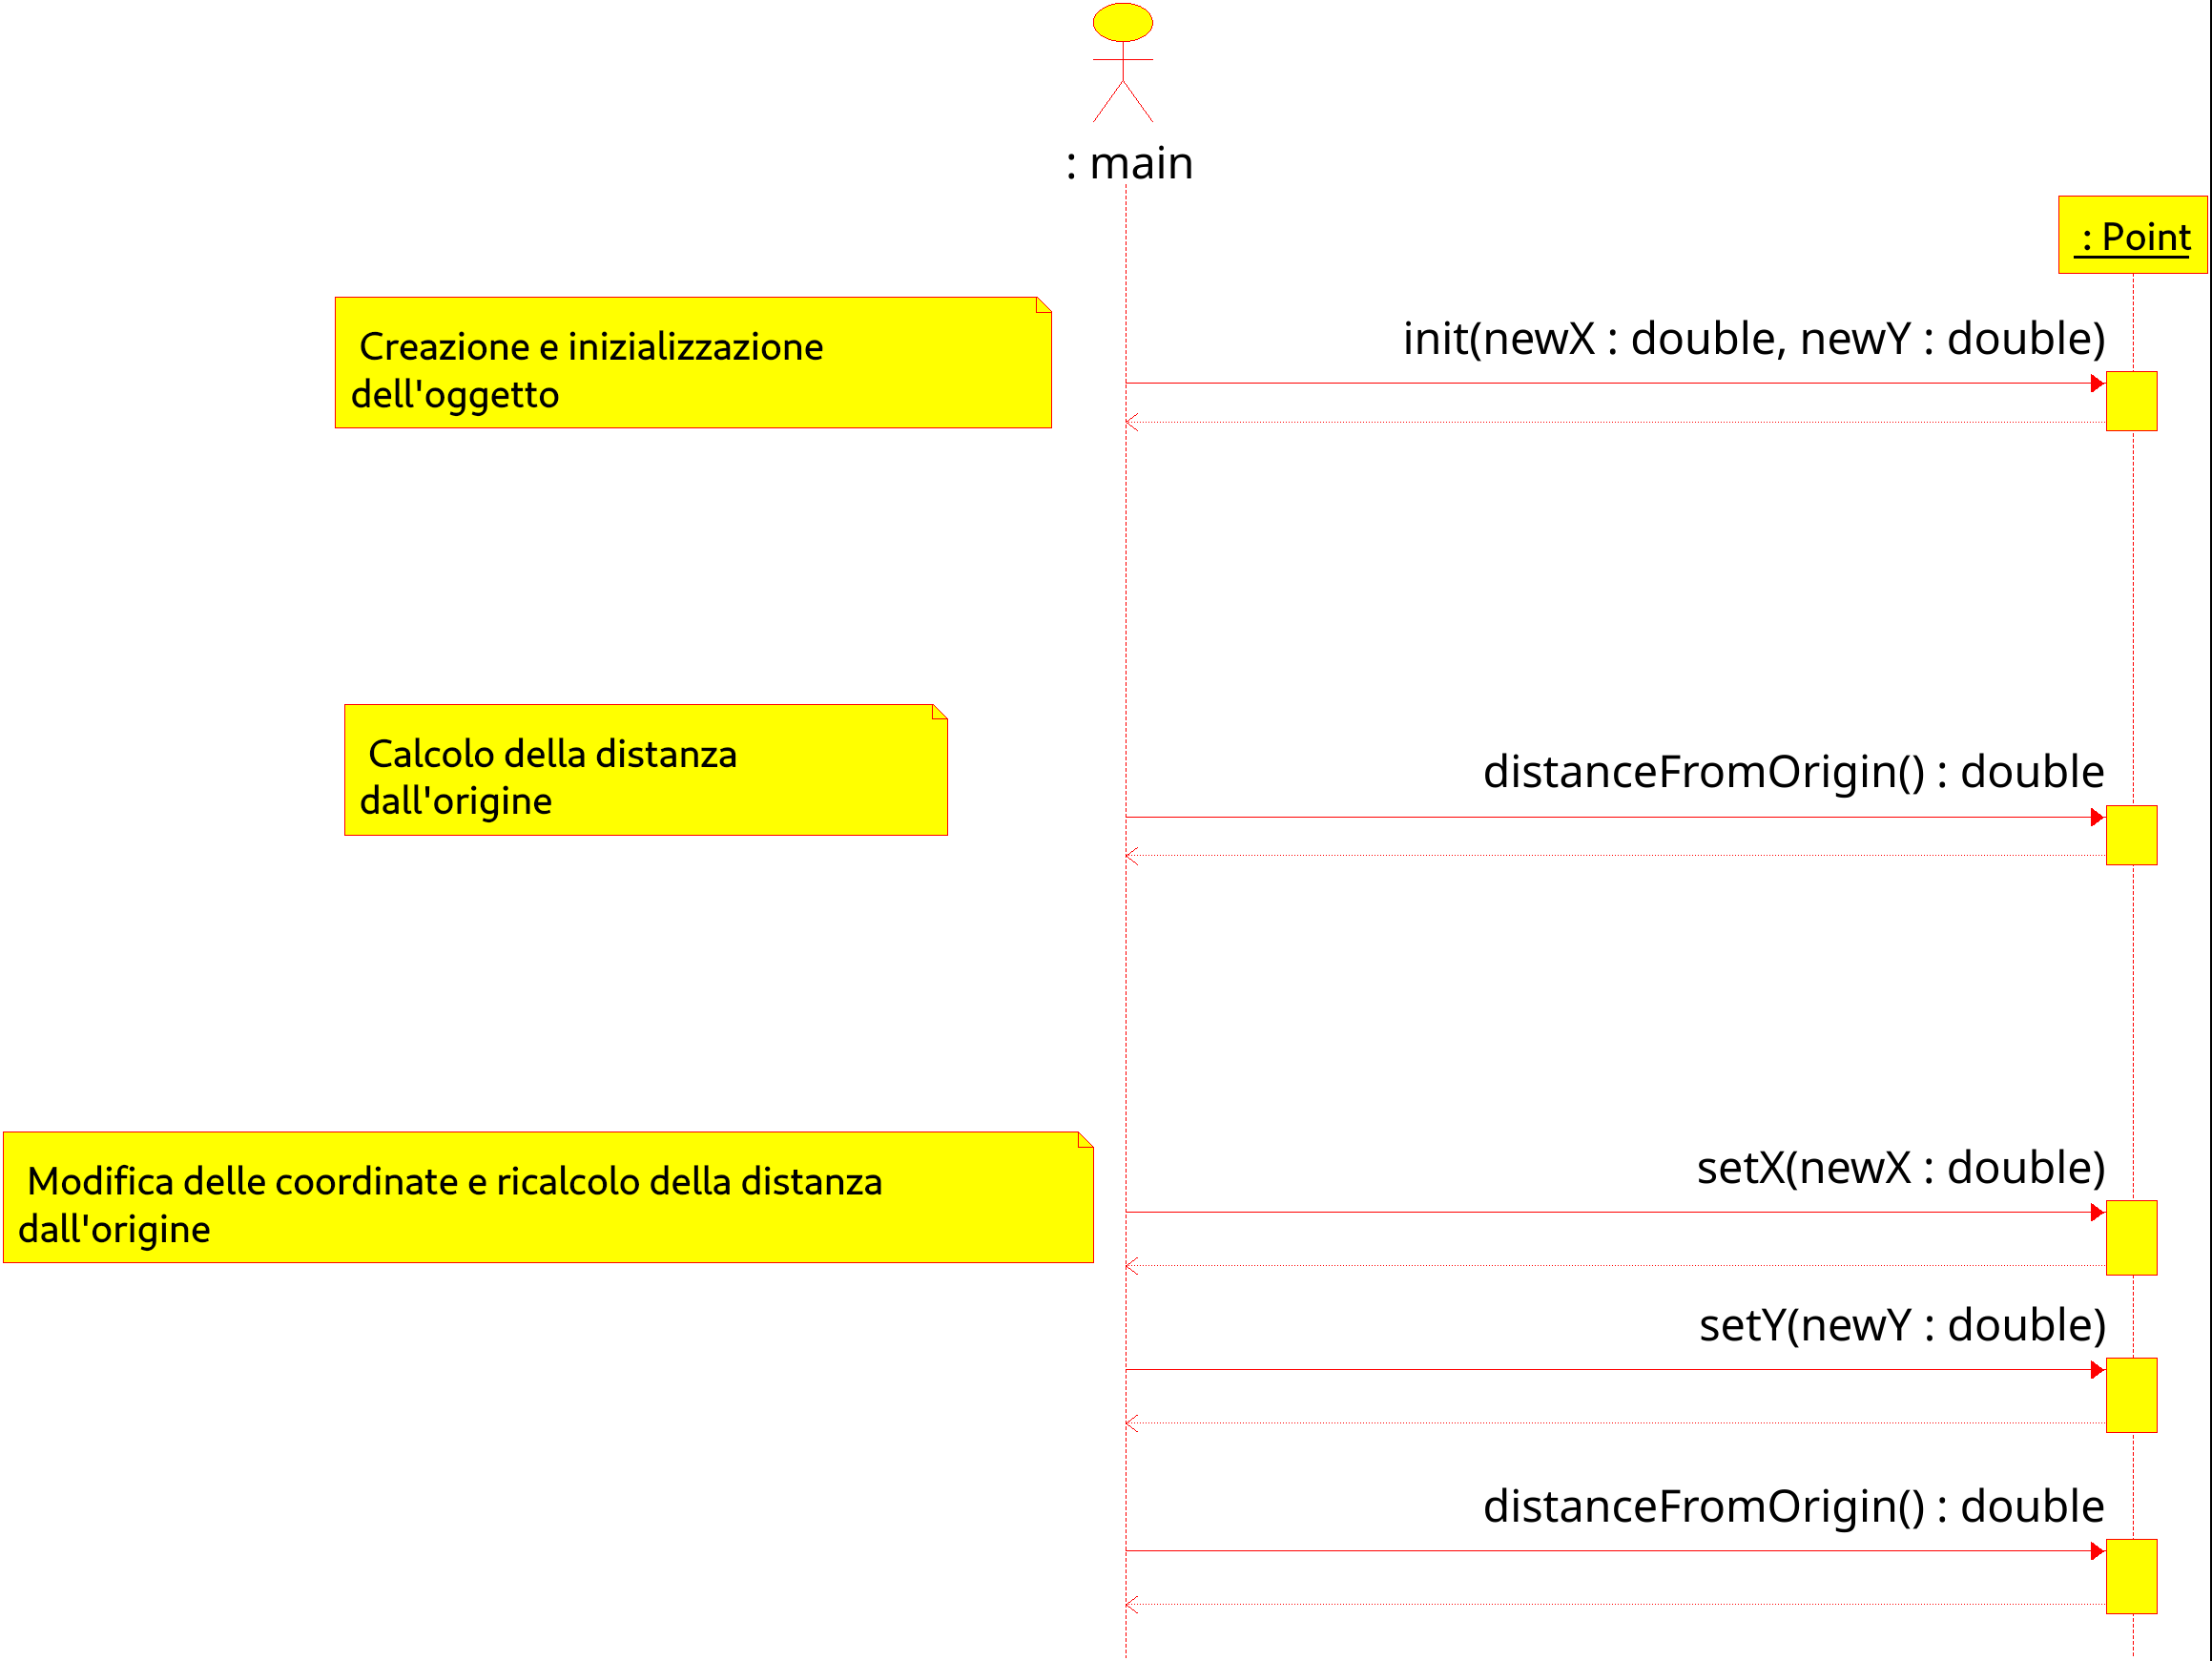 : main
: Point
Creazione e inizializzazione
dell'oggetto
init(newX : double, newY : double)
Calcolo della distanza
dall'origine
distanceFromOrigin() : double
Modifica delle coordinate e ricalcolo della distanza
dall'origine
setX(newX : double)
setY(newY : double)
distanceFromOrigin() : double